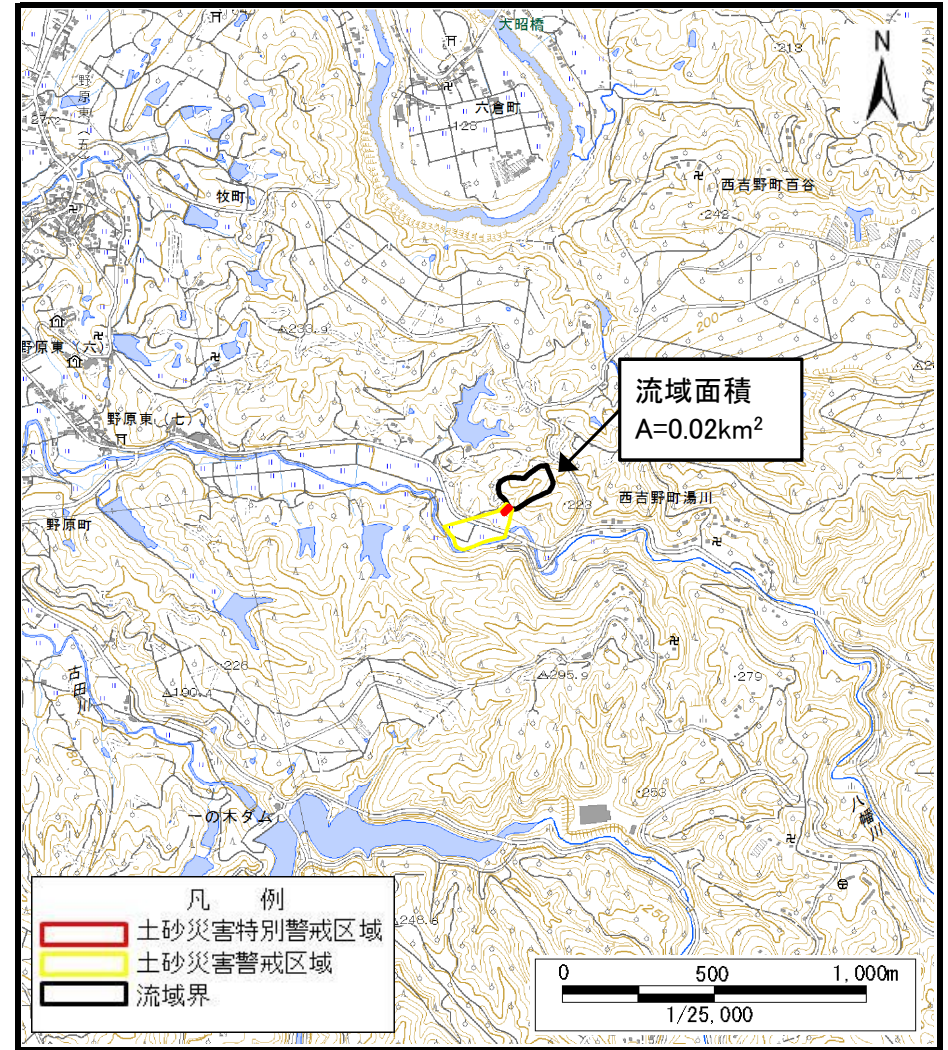 大昭橋
·213
N
野原東(五)
六倉町
·123
西吉野町百谷
牧町
·242
200
△233.9
野原東(六)
流域面積
A=0.02km²
野原東(七)
·223
西吉野町湯川
野原町
·226
△190.4
古田川
△295.9
·279
·253
八幡川
一の木ダム
250
凡 例
土砂災害特別警戒区域
土砂災害警戒区域
流域界
0 500 1,000m
1/25,000